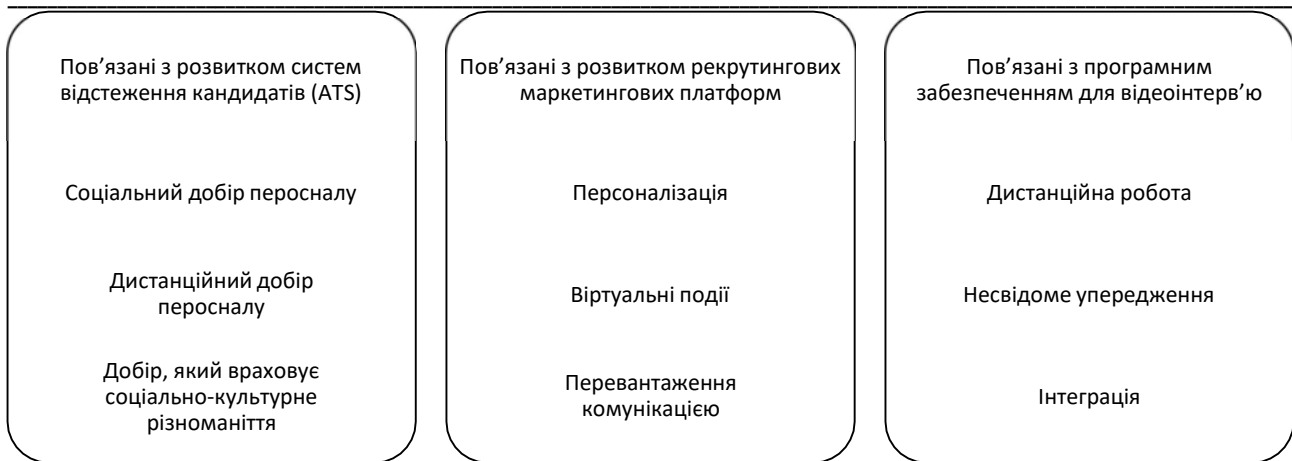 Пов’язані з розвитком систем
відстеження кандидатів (ATS)
Соціальний добір перосналу
Дистанційний добір
перосналу
Добір, який враховує
соціально-культурне
різноманіття
Пов’язані з розвитком рекрутингових
маркетингових платформ
Персоналізація
Віртуальні події
Перевантаження
комунікацією
Пов’язані з програмним
забезпеченням для відеоінтерв’ю
Дистанційна робота
Несвідоме упередження
Інтеграція